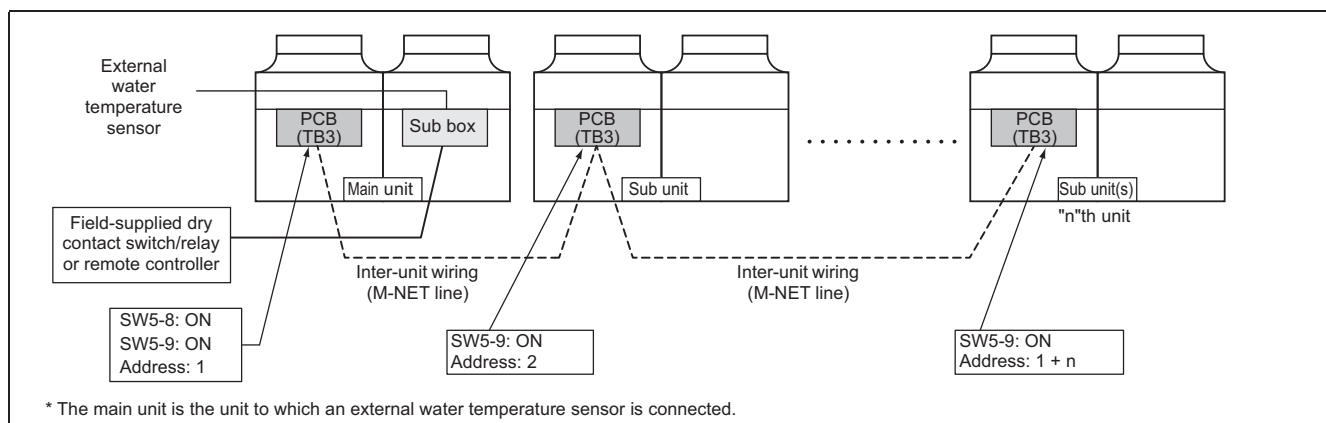 External
water
temperature
sensor
PCB
(TB3)
Sub box
Main unit
PCB
(TB3)
Sub unit
PCB
(TB3)
Sub unit(s)
"n"th unit
Field-supplied dry
contact switch/relay
or remote controller
Inter-unit wiring
(M-NET line)
Inter-unit wiring
(M-NET line)
SW5-8: ON
SW5-9: ON
Address: 1
SW5-9: ON
Address: 2
SW5-9: ON
Address: 1 + n
* The main unit is the unit to which an external water temperature sensor is connected.